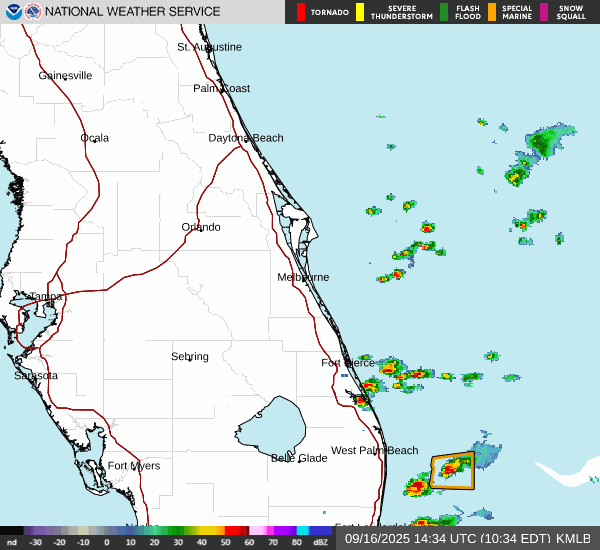 NATIONAL WEATHER SERVICE
TORNADO
SEVERE THUNDERSTORM
FLASH FLOOD
SPECIAL MARINE
SNOW SQUALL
St. Augustine
Gainesville
Palm Coast
Ocala
Daytona Beach
Orlando
Melbourne
Tampa
Sebring
Fort Pierce
Sarasota
West Palm Beach
Belle Glade
Fort Myers
Fort Lauderdale
nd -30 -20 -10 0 10 20 30 40 50 60 70 80 dBZ
09/16/2025 14:34 UTC (10:34 EDT) KMLB